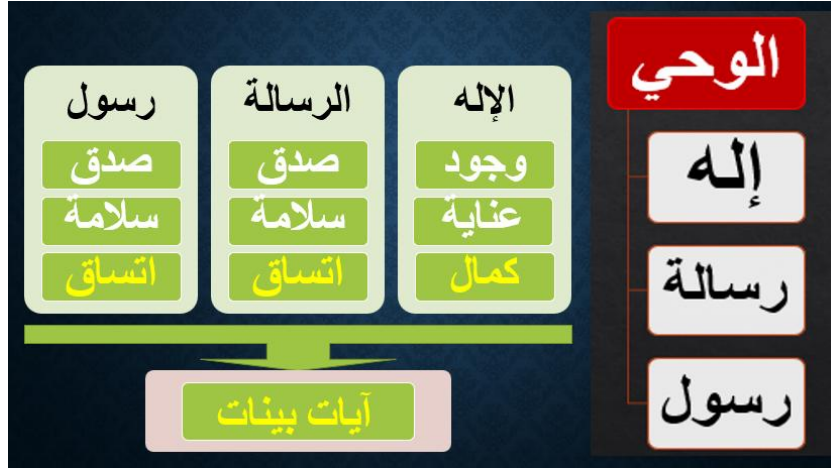 الوحي
إله
رسالة
رسول
الإله
وجود
عناية
كمال
الرسالة
صدق
سلامة
اتساق
رسول
صدق
سلامة
اتساق
آيات بينات